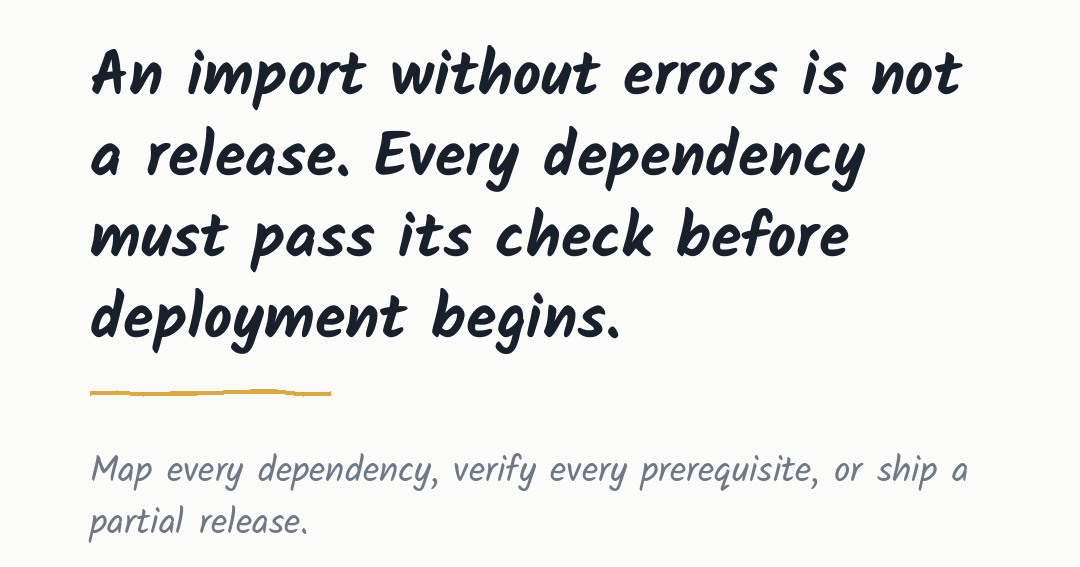 An import without errors is not
a release. Every dependency
must pass its check before
deployment begins.
Map every dependency, verify every prerequisite, or ship a
partial release.